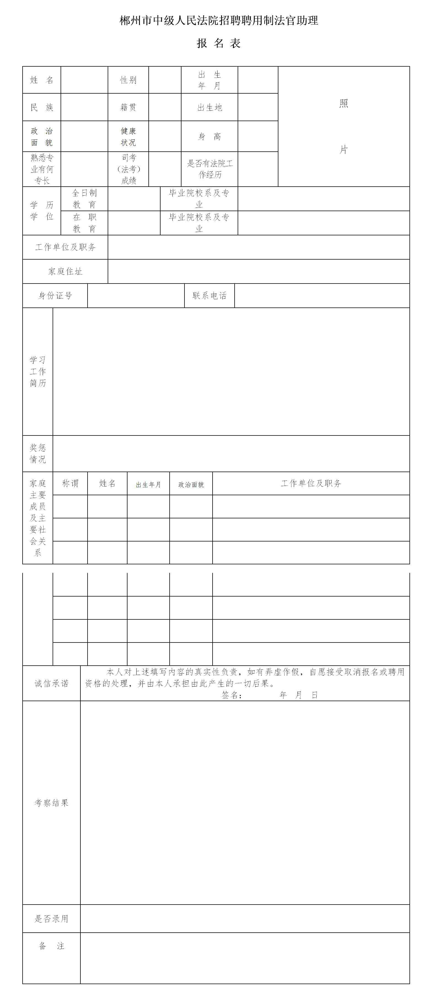 郴州市中级人民法院招聘聘用制法官助理
报 名 表
姓 名
性别
出 生
年 月
照
片
民 族
籍贯
出生地
政 治
面 貌
健康
状况
身 高
熟悉专
业有何
专长
司考
（法考）
成绩
是否有法院工
作经历
学 历
学 位
全日制
教 育
毕业院校系及专
业
在 职
教 育
毕业院校系及专
业
工作单位及职务
家庭住址
身份证号
联系电话
学习
工作
简历
奖惩
情况
家庭
主要
成员
及主
要社
会关
系
称谓
姓名
出生年月
政治面貌
工作单位及职务
诚信承诺
本人对上述填写内容的真实性负责，如有弄虚作假，自愿接受取消报名或聘用
资格的处理，并由本人承担由此产生的一切后果。
签名： 年 月 日
考察结果
是否录用
备 注